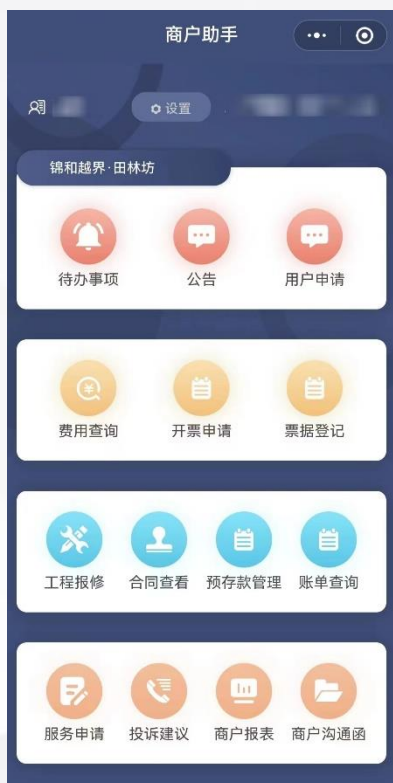 商户助手
设置
锦和越界·田林坊
待办事项 公告 用户申请
费用查询 开票申请 票据登记
工程报修 合同查看 预存款管理 账单查询
服务申请 投诉建议 商户报表 商户沟通函